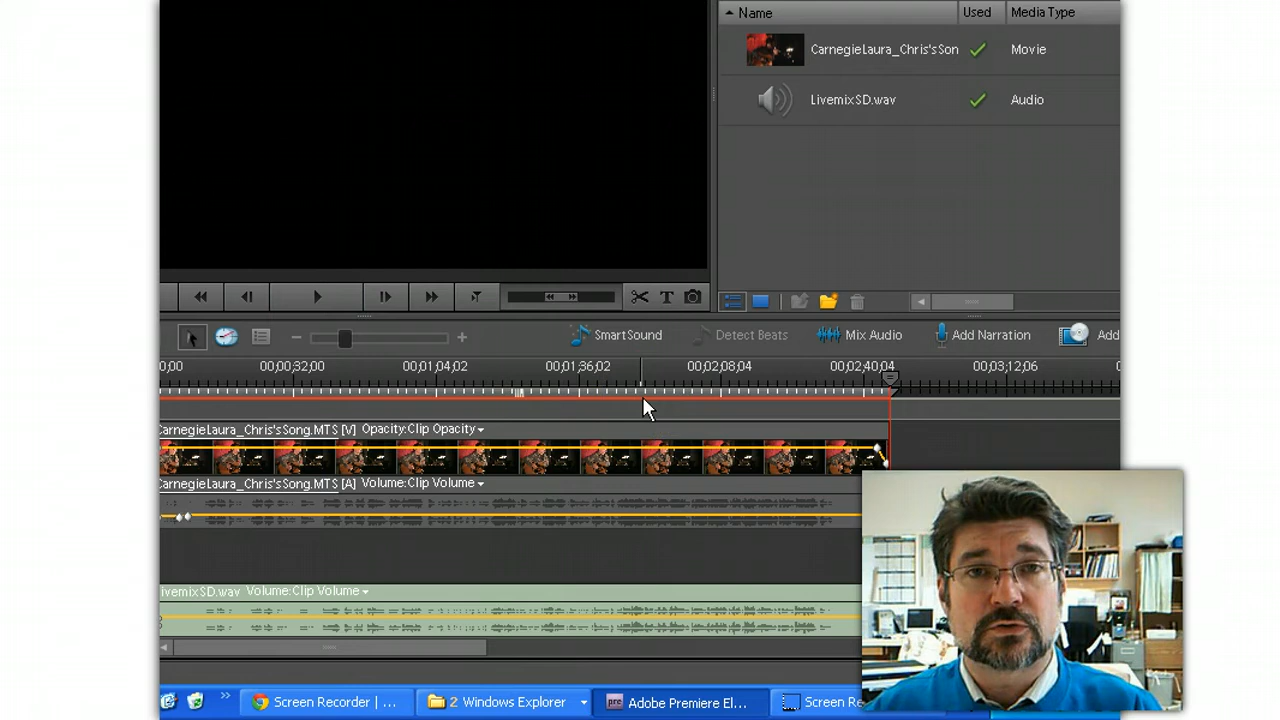 Name Used Media Type
CarnegieLaura_Chris'sSon Movie
LivemixSD.wav Audio
SmartSound Detect Beats Mix Audio Add Narration Add
0;00 00;00;32;00 00;01;04;02 00;01;36;02 00;02;08;04 00;02;40;04 00;03;12;06
CarnegieLaura_Chris'sSong.MTS [V] Opacity:Clip Opacity
CarnegieLaura_Chris'sSong.MTS [A] Volume:Clip Volume
ivemixSD.wav Volume:Clip Volume
Screen Recorder | ... 2 Windows Explorer pre Adobe Premiere El... Screen Re